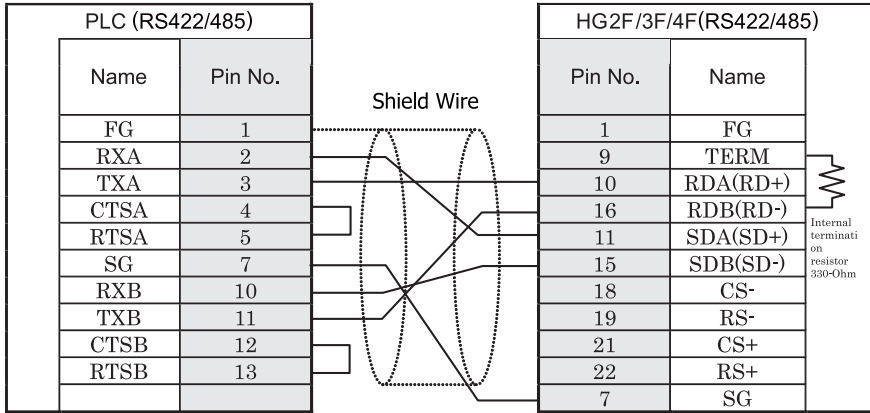 PLC (RS422/485)
HG2F/3F/4F(RS422/485)
Name Pin No.
Shield Wire
Pin No. Name
FG 1
1 FG
RXA 2
9 TERM
TXA 3
10 RDA(RD+)
CTSA 4
16 RDB(RD-)
RTSA 5
11 SDA(SD+)
SG 7
15 SDB(SD-)
RXB 10
18 CS-
TXB 11
19 RS-
CTSB 12
21 CS+
RTSB 13
22 RS+
7 SG
Internal
terminati
on
resistor
330-Ohm